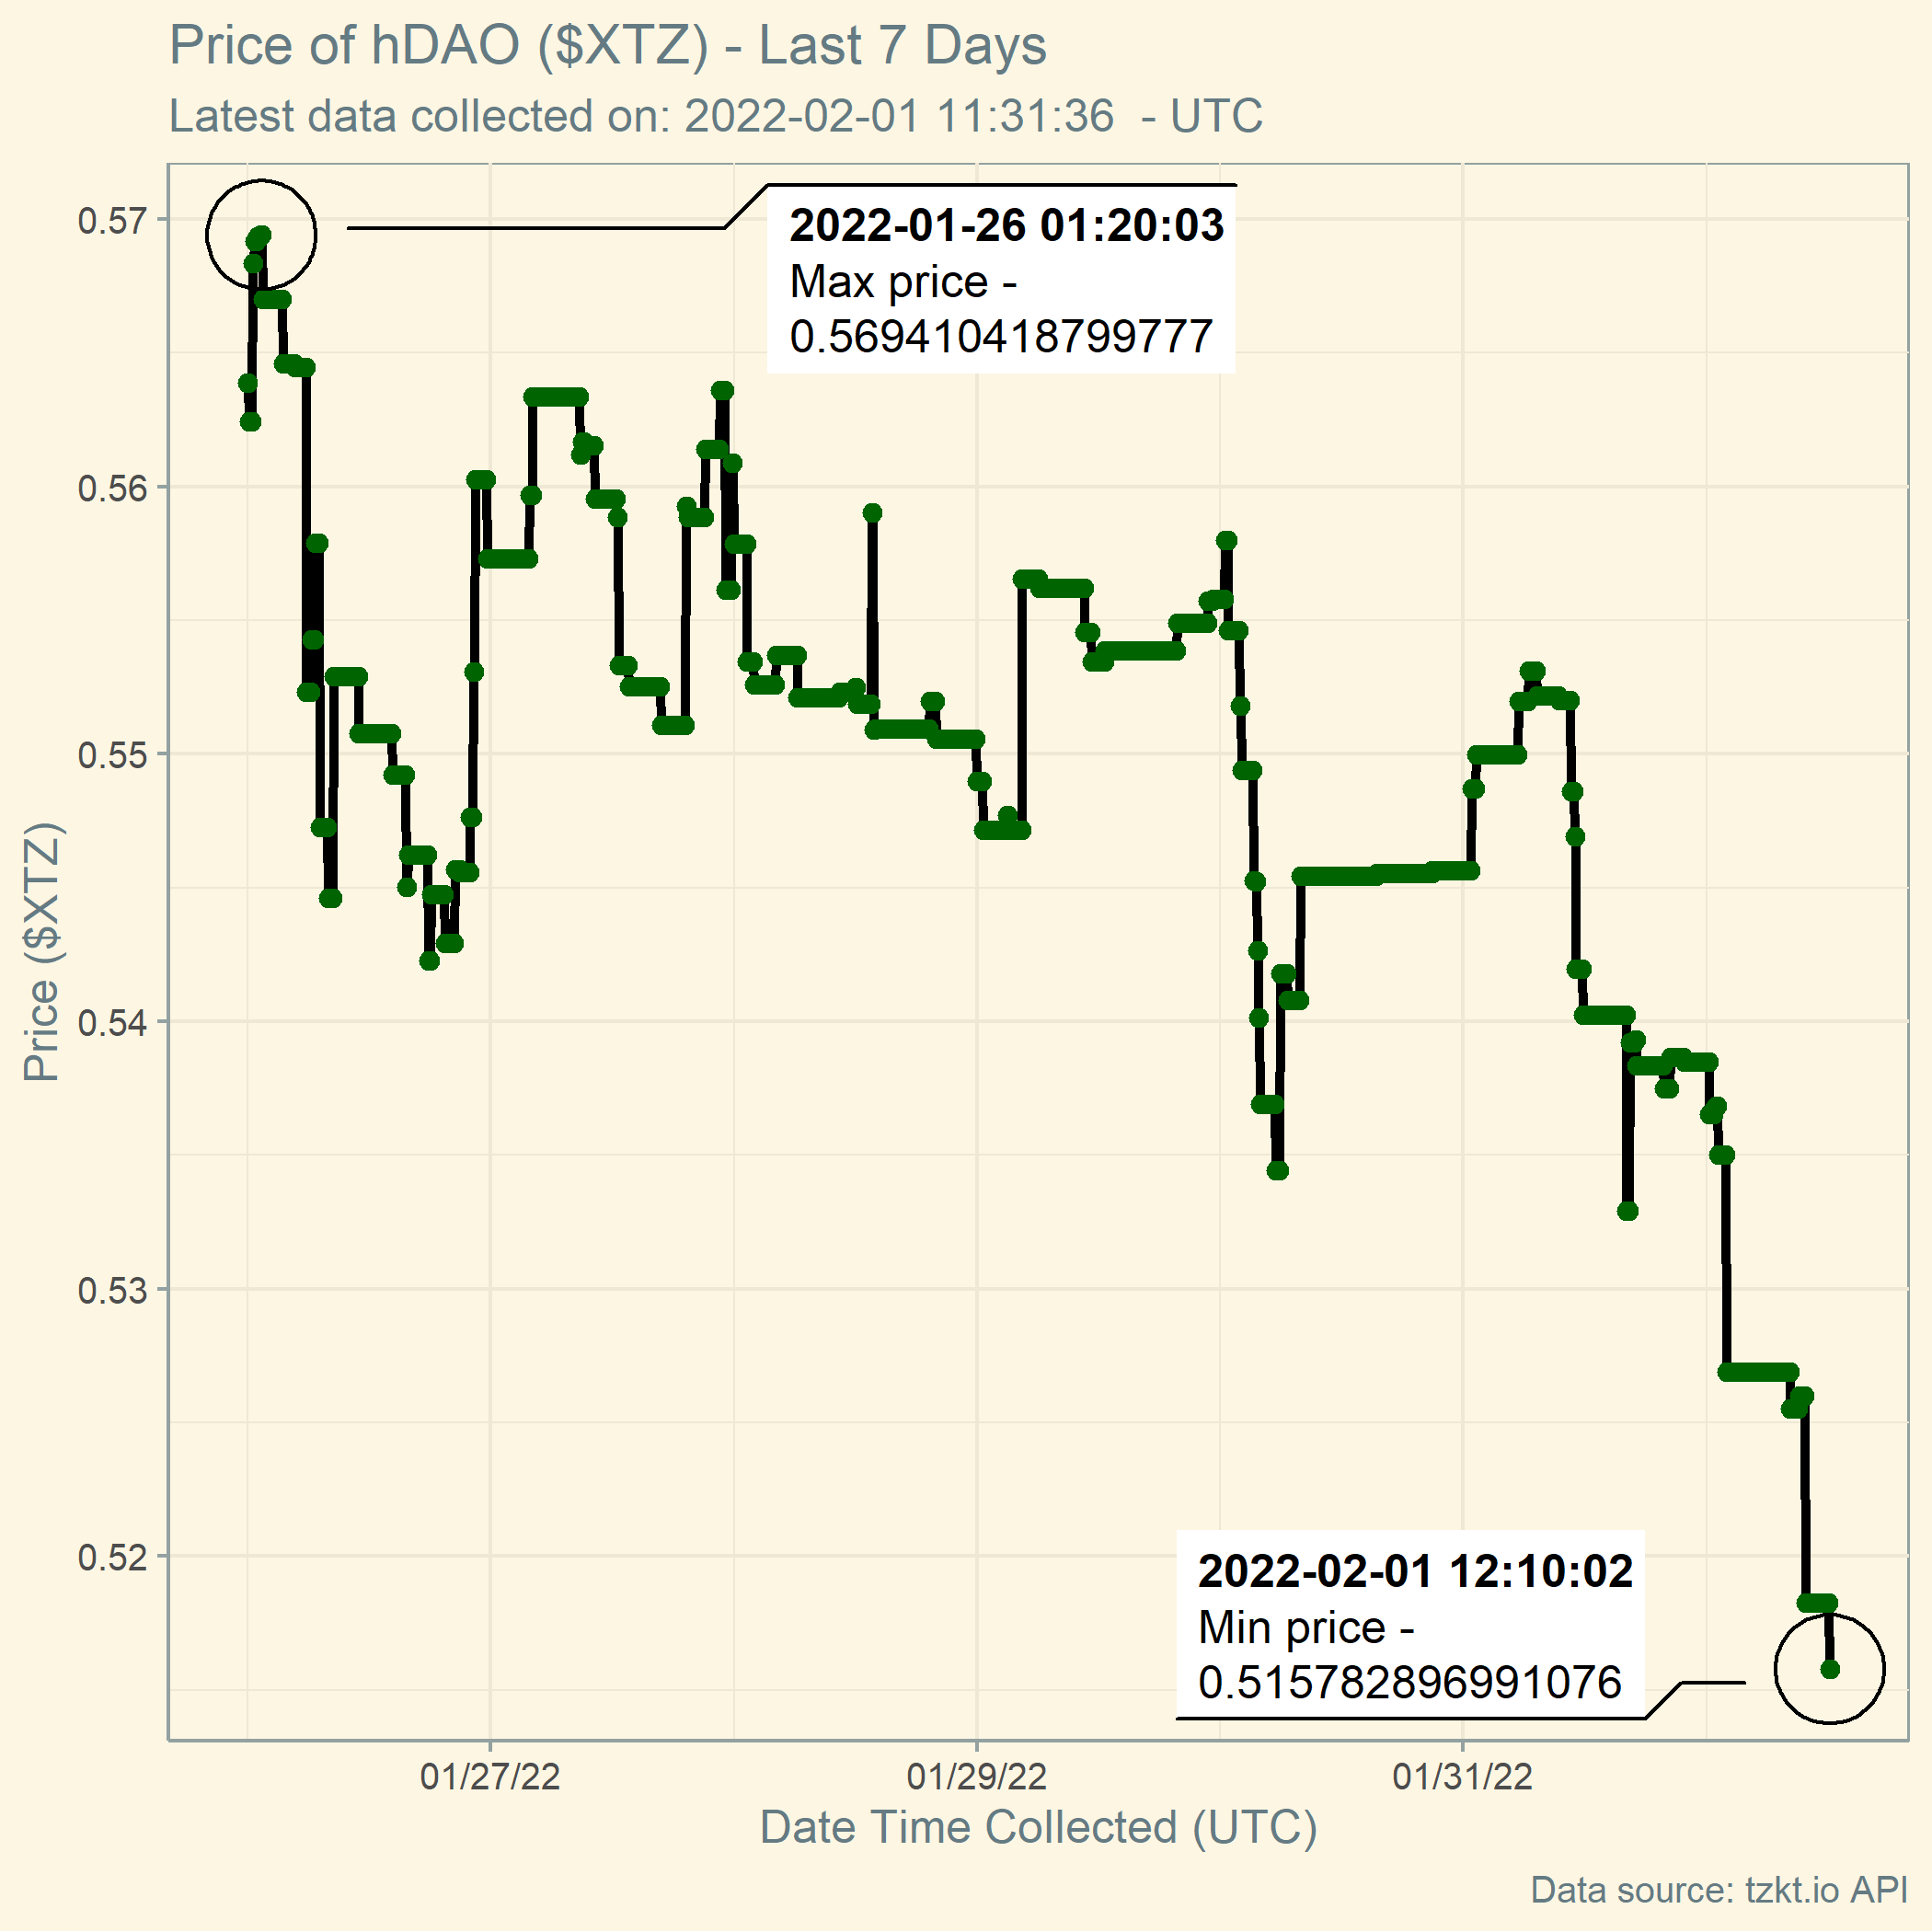 Price of hDAO ($XTZ) - Last 7 Days
Latest data collected on: 2022-02-01 11:31:36  - UTC
2022-01-26 01:20:03
Max price -
0.569410418799777
0.57
0.56
0.55
0.54
0.53
0.52
Price ($XTZ)
2022-02-01 12:10:02
Min price -
0.515782896991076
01/27/22
01/29/22
01/31/22
Date Time Collected (UTC)
Data source: tzkt.io API